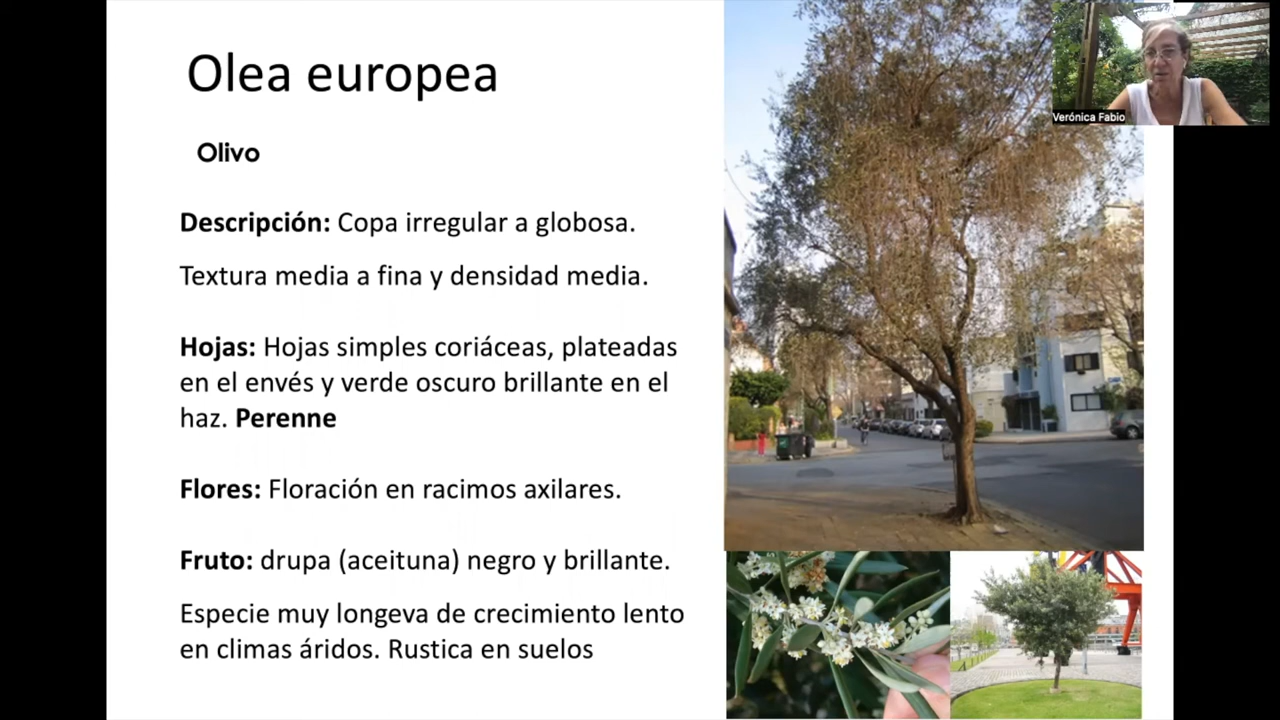 Olea europea
Olivo
Descripción: Copa irregular a globosa.
Textura media a fina y densidad media.
Hojas: Hojas simples coriáceas, plateadas
en el envés y verde oscuro brillante en el
haz. Perenne
Flores: Floración en racimos axilares.
Fruto: drupa (aceituna) negro y brillante.
Especie muy longeva de crecimiento lento
en climas áridos. Rustica en suelos
Verónica Fabio